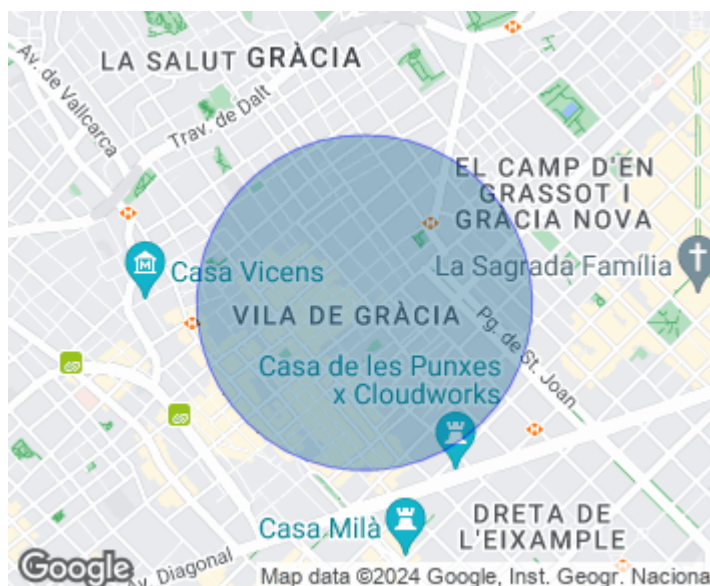 LA SALUT GRÀCIA
Av. de Vallcarca
Trav. de Dalt
EL CAMP D'EN
GRASSOT I
GRÀCIA NOVA
Casa Vicens
La Sagrada Família
VILA DE GRÀCIA
Pg. de St. Joan
Casa de les Punxes
x Cloudworks
Casa Milà
DRETA DE
L'EIXAMPLE
Av. Diagonal
Google
Map data ©2024 Google, Inst. Geogr. Naciona